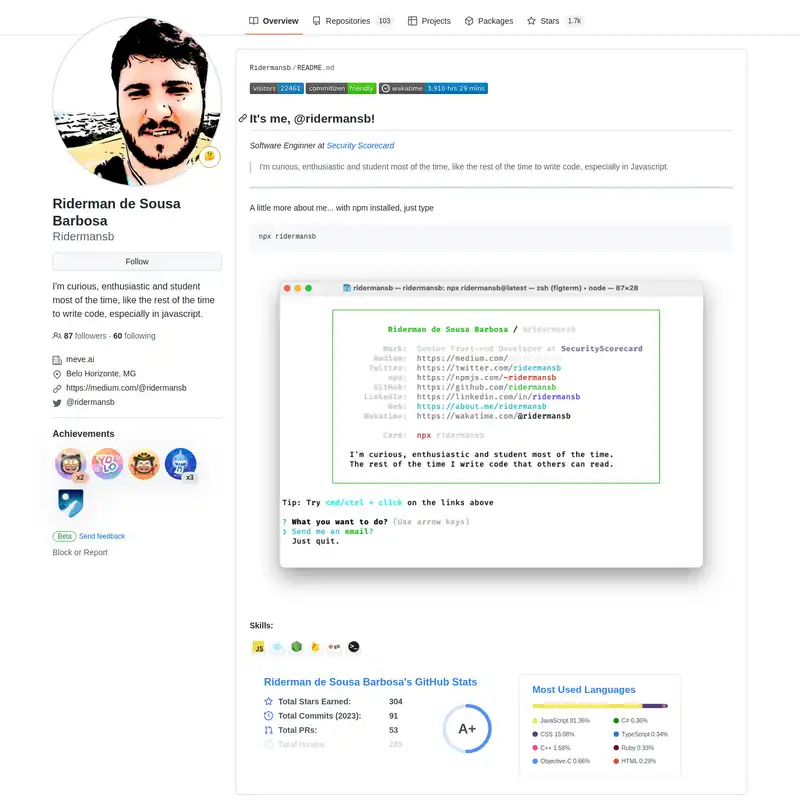 Overview
Repositories 103
Projects
Packages
Stars 1.7k
Riderman de Sousa Barbosa
Ridermansb
Follow
I'm curious, enthusiastic and student
most of the time, like the rest of the time
to write code, especially in javascript.
87 followers · 60 following
meve.ai
Belo Horizonte, MG
https://medium.com/@ridermansb
@ridermansb
Achievements
x2
YOLO
x3
Beta Send feedback
Block or Report
Ridermansb/README.md
visitors 22461 commitizen friendly wakatime 3,910 hrs 29 mins
It's me, @ridermansb!
Software Enginner at Security Scorecard
I'm curious, enthusiastic and student most of the time, like the rest of the time to write code, especially in Javascript.
A little more about me... with npm installed, just type
npx ridermansb
ridermansb — ridermansb: npx ridermansb@latest — zsh (figterm) • node — 87×28
Riderman de Sousa Barbosa / @ridermansb
Work: Senior Front-end Developer at SecurityScorecard
Medium: https://medium.com/
Twitter: https://twitter.com/ridermansb
npm: https://npmjs.com/~ridermansb
GitHub: https://github.com/ridermansb
LinkedIn: https://linkedin.com/in/ridermansb
Web: https://about.me/ridermansb
Wakatime: https://wakatime.com/@ridermansb
Card: npx ridermansb
I'm curious, enthusiastic and student most of the time.
The rest of the time I write code that others can read.
Tip: Try cmd/ctrl + click on the links above
? What you want to do? (Use arrow keys)
❯ Send me an email?
Just quit.
Skills:
JS
git
Riderman de Sousa Barbosa's GitHub Stats
Total Stars Earned: 304
Total Commits (2023): 91
Total PRs: 53
Total Issues: 285
A+
Most Used Languages
JavaScript 81.36%
CSS 15.08%
C++ 1.58%
Objective-C 0.66%
C# 0.36%
TypeScript 0.34%
Ruby 0.33%
HTML 0.29%